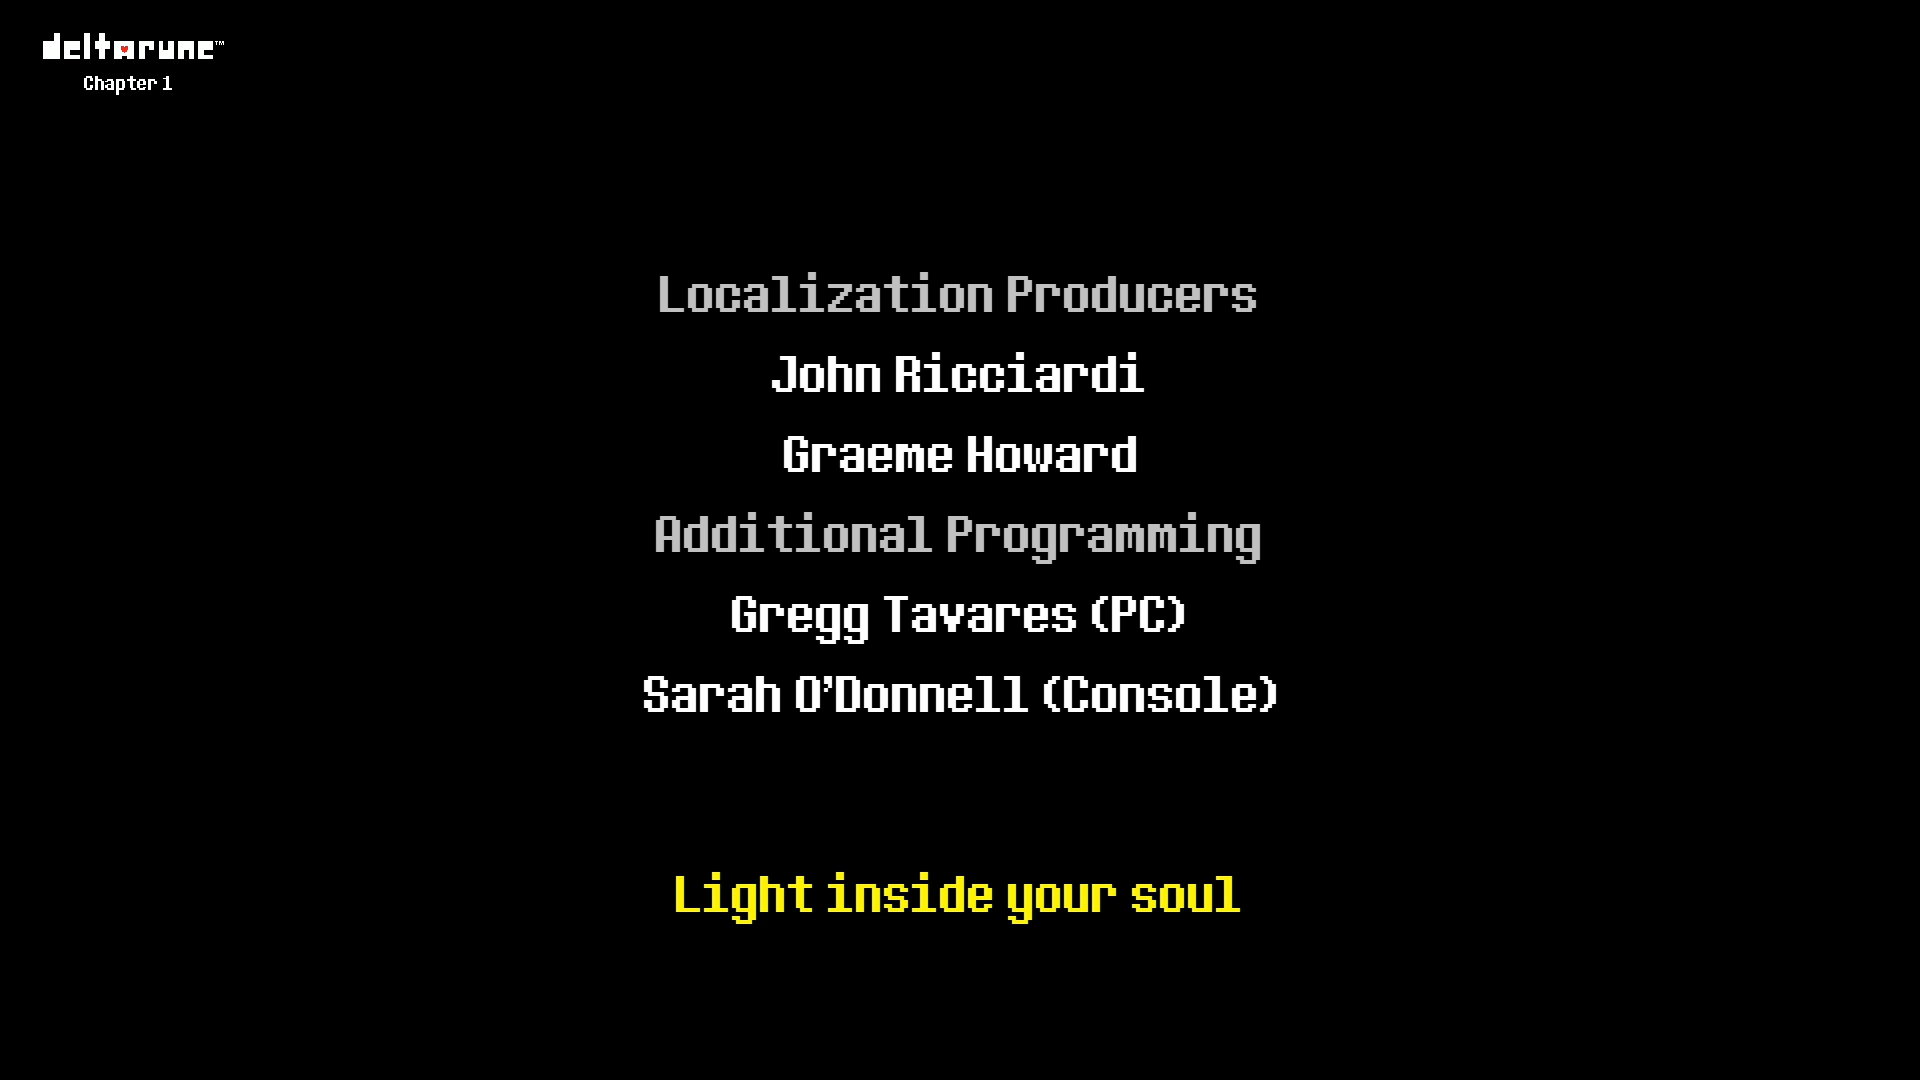 deltarune™
Chapter 1
Localization Producers
John Ricciardi
Graeme Howard
Additional Programming
Gregg Tavares (PC)
Sarah O'Donnell (Console)
Light inside your soul